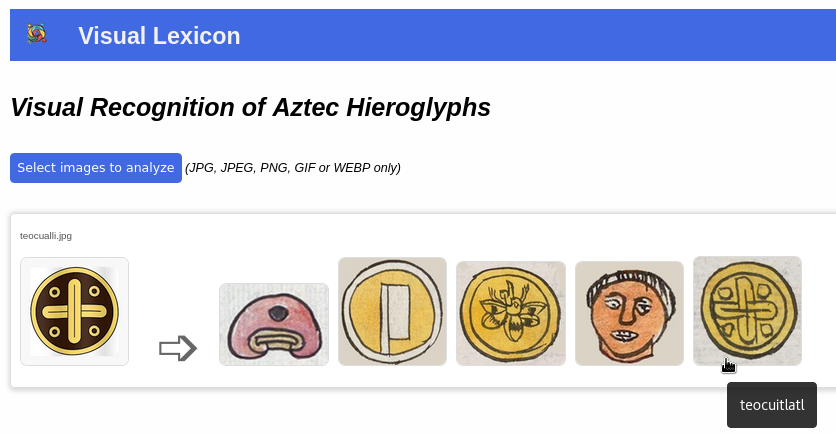 Visual Lexicon
Visual Recognition of Aztec Hieroglyphs
Select images to analyze (JPG, JPEG, PNG, GIF or WEBP only)
teocualli.jpg
teocuitlatl